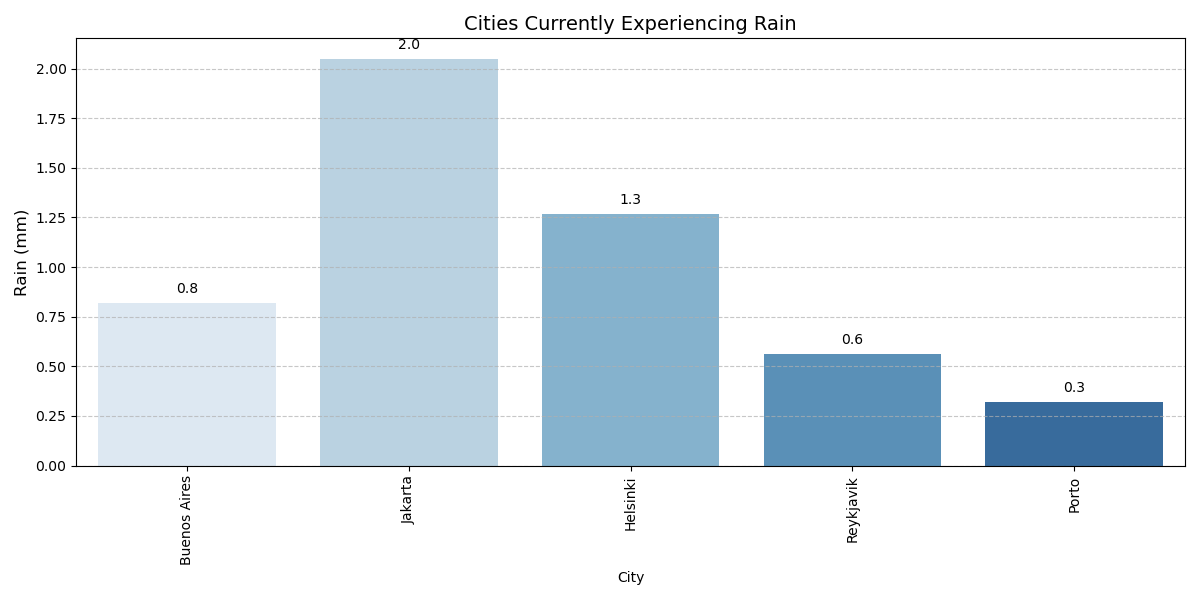 Cities Currently Experiencing Rain
Rain (mm)
2.00
1.75
1.50
1.25
1.00
0.75
0.50
0.25
0.00
0.8
2.0
1.3
0.6
0.3
Buenos Aires
Jakarta
Helsinki
Reykjavik
Porto
City